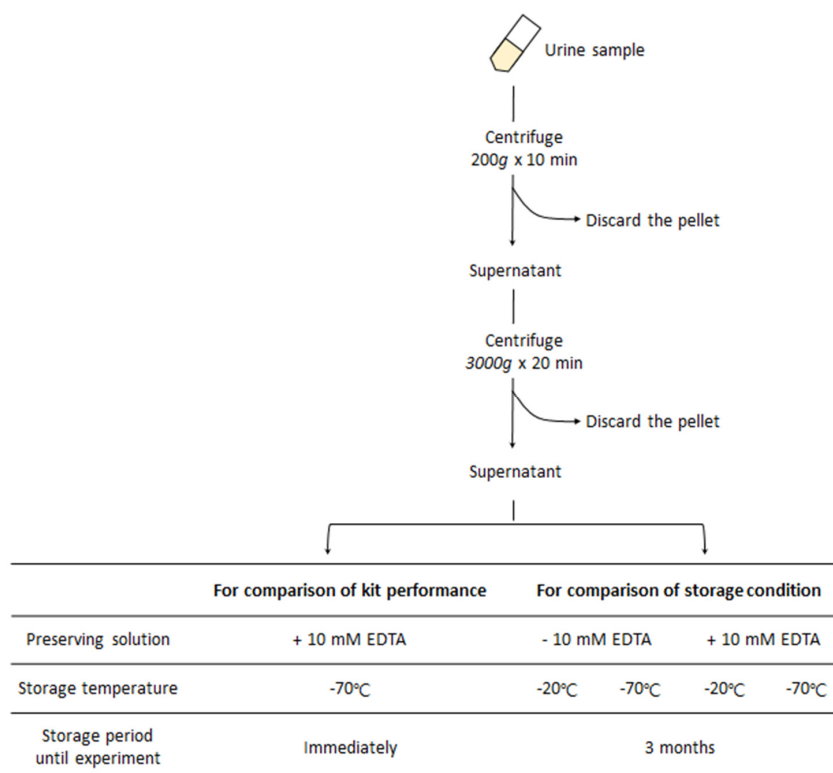 Urine sample
Centrifuge
200g x 10 min
Discard the pellet
Supernatant
Centrifuge
3000g x 20 min
Discard the pellet
Supernatant
For comparison of kit performance For comparison of storage condition
Preserving solution + 10 mM EDTA - 10 mM EDTA + 10 mM EDTA
Storage temperature -70℃ -20℃ -70℃ -20℃ -70℃
Storage period
until experiment Immediately 3 months